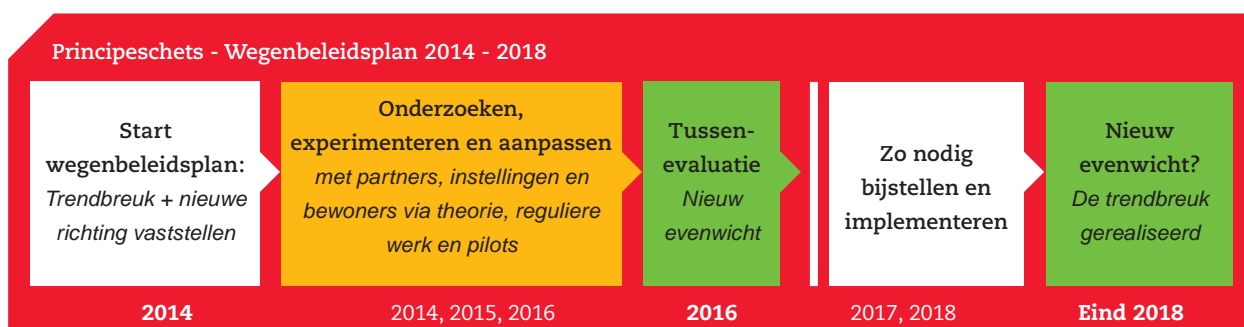 Principeschets - Wegenbeleidsplan 2014 - 2018
Start
wegenbeleidsplan:
Trendbreuk + nieuwe
richting vaststellen
2014
Onderzoeken,
experimenteren en aanpassen
met partners, instellingen en
bewoners via theorie, reguliere
werk en pilots
2014, 2015, 2016
Tussen-
evaluatie
Nieuw
evenwicht
2016
Zo nodig
bijstellen en
implementeren
2017, 2018
Nieuw
evenwicht?
De trendbreuk
gerealiseerd
Eind 2018